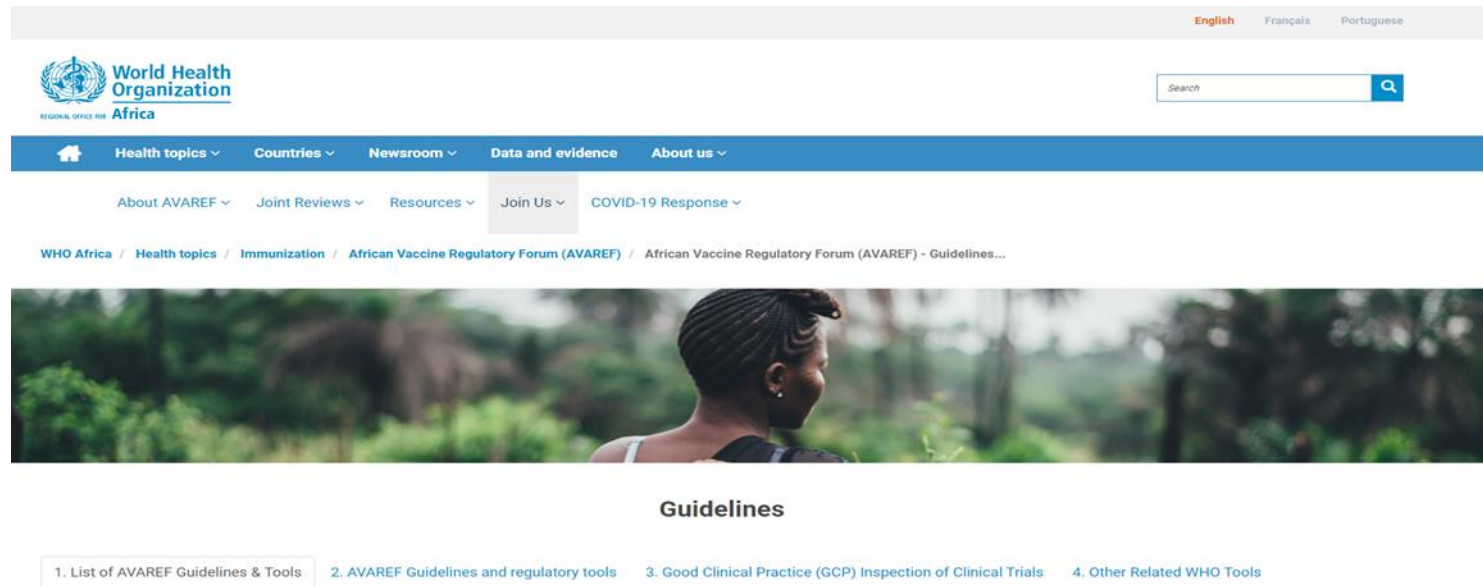 English Français Portuguese
World Health
Organization
REGIONAL OFFICE FOR Africa
Search
Health topics Countries Newsroom Data and evidence About us
About AVAREF Joint Reviews Resources Join Us COVID-19 Response
WHO Africa / Health topics / Immunization / African Vaccine Regulatory Forum (AVAREF) / African Vaccine Regulatory Forum (AVAREF) - Guidelines...
Guidelines
1. List of AVAREF Guidelines & Tools 2. AVAREF Guidelines and regulatory tools 3. Good Clinical Practice (GCP) Inspection of Clinical Trials 4. Other Related WHO Tools